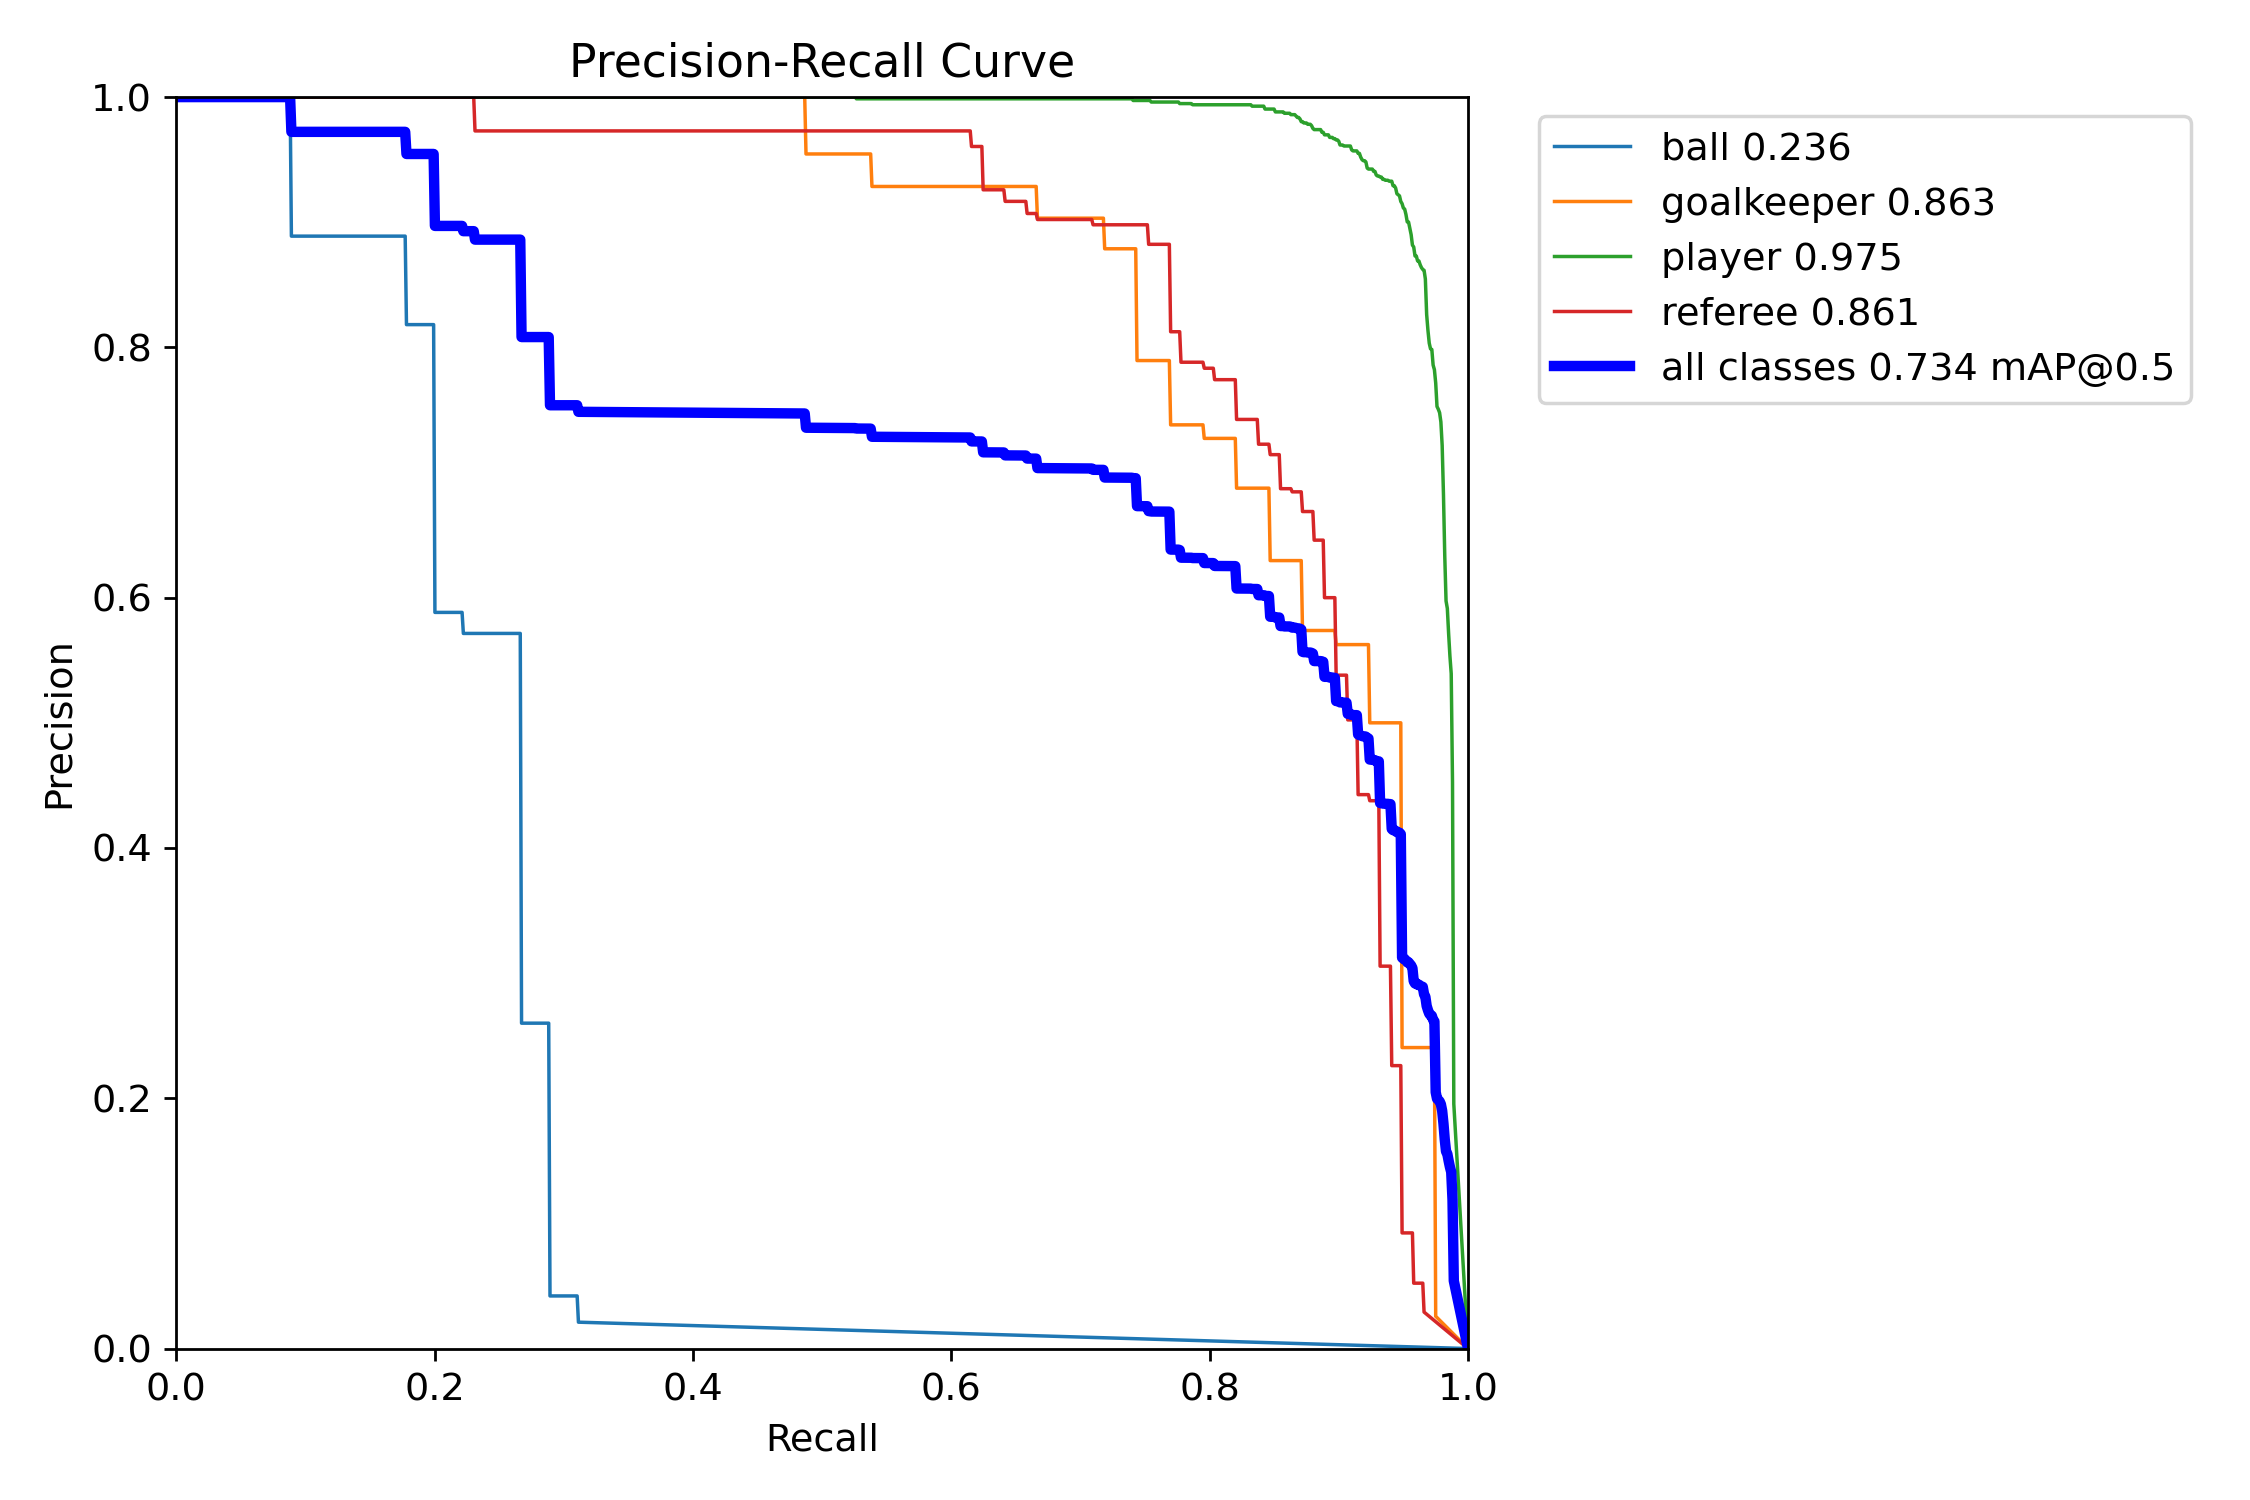 Precision-Recall Curve
1.0
0.8
0.6
0.4
0.2
0.0
Precision
0.0 0.2 0.4 0.6 0.8 1.0
Recall
ball 0.236
goalkeeper 0.863
player 0.975
referee 0.861
all classes 0.734 mAP@0.5